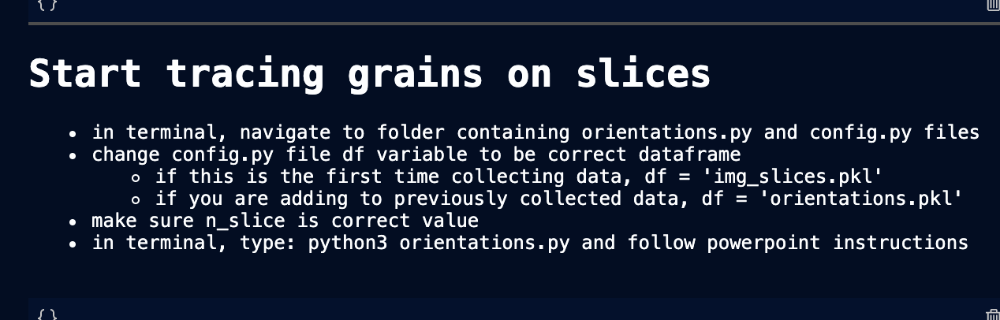 {}
Start tracing grains on slices
• in terminal, navigate to folder containing orientations.py and config.py files
• change config.py file df variable to be correct dataframe
◦ if this is the first time collecting data, df = 'img_slices.pkl'
◦ if you are adding to previously collected data, df = 'orientations.pkl'
• make sure n_slice is correct value
• in terminal, type: python3 orientations.py and follow powerpoint instructions
{}